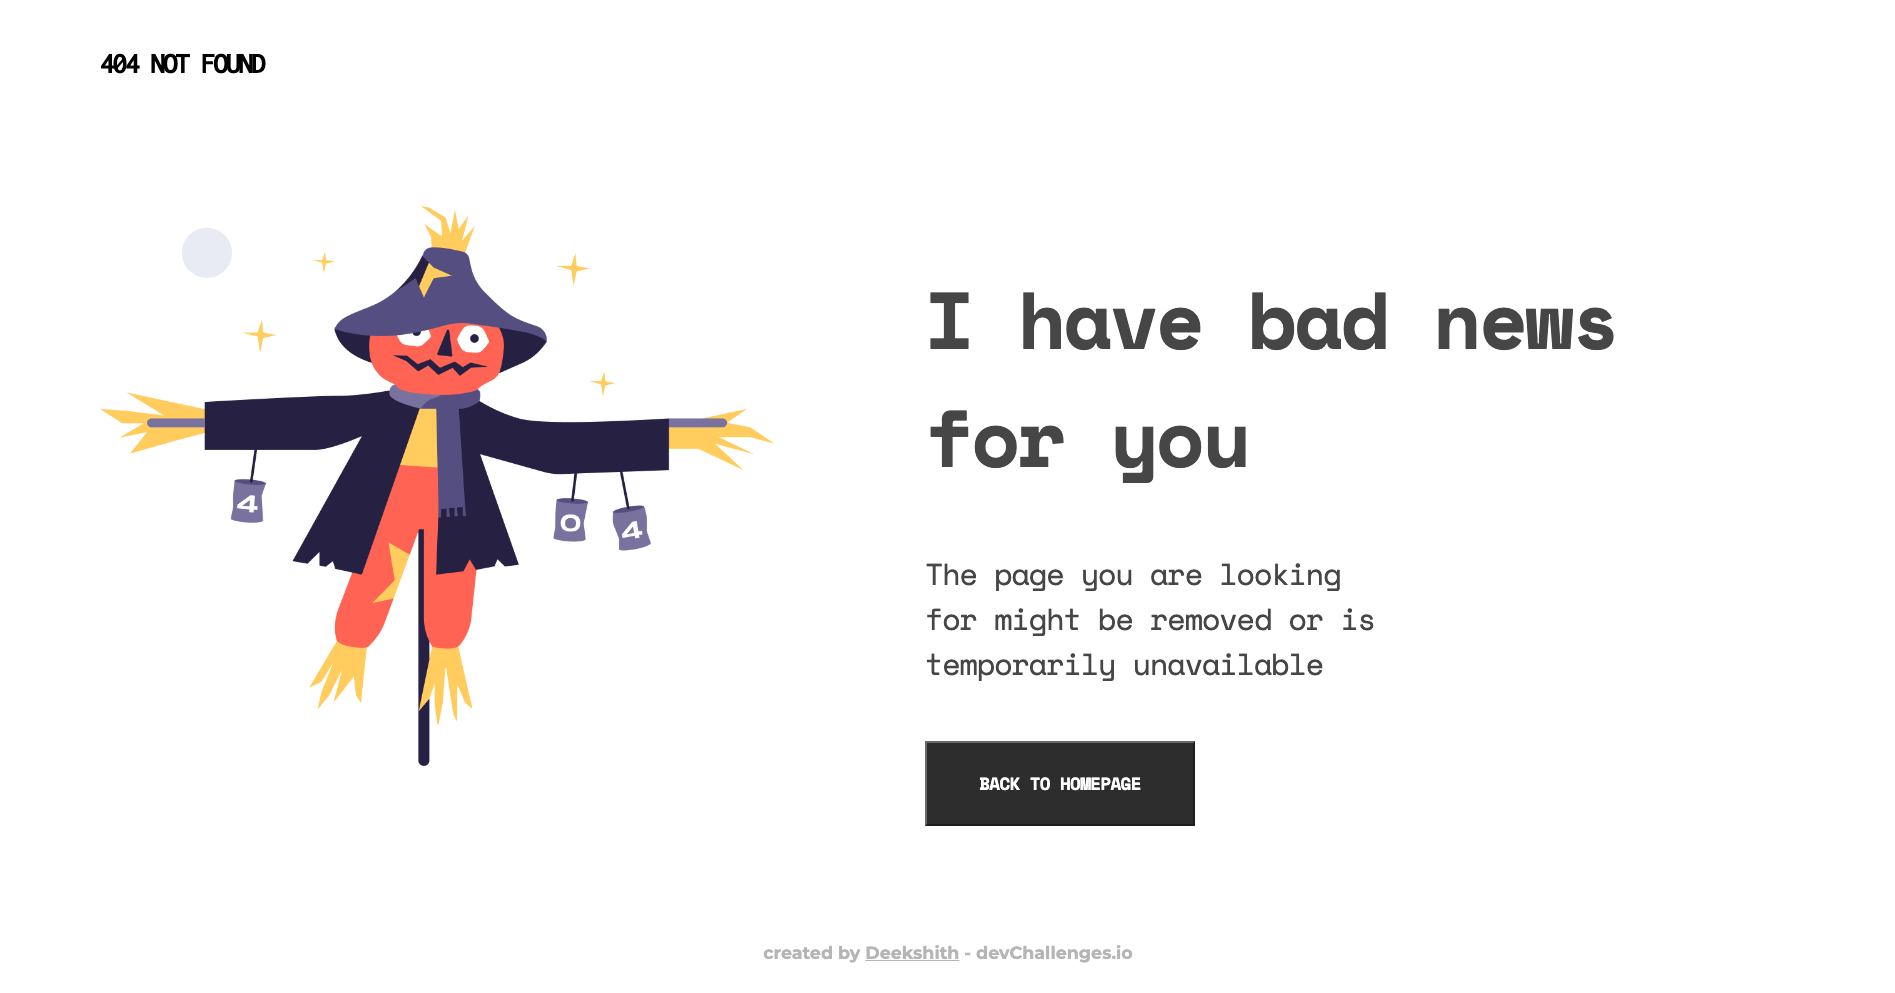 404 NOT FOUND
4
0
4
I have bad news
for you
The page you are looking
for might be removed or is
temporarily unavailable
BACK TO HOMEPAGE
created by Deekshith - devChallenges.io